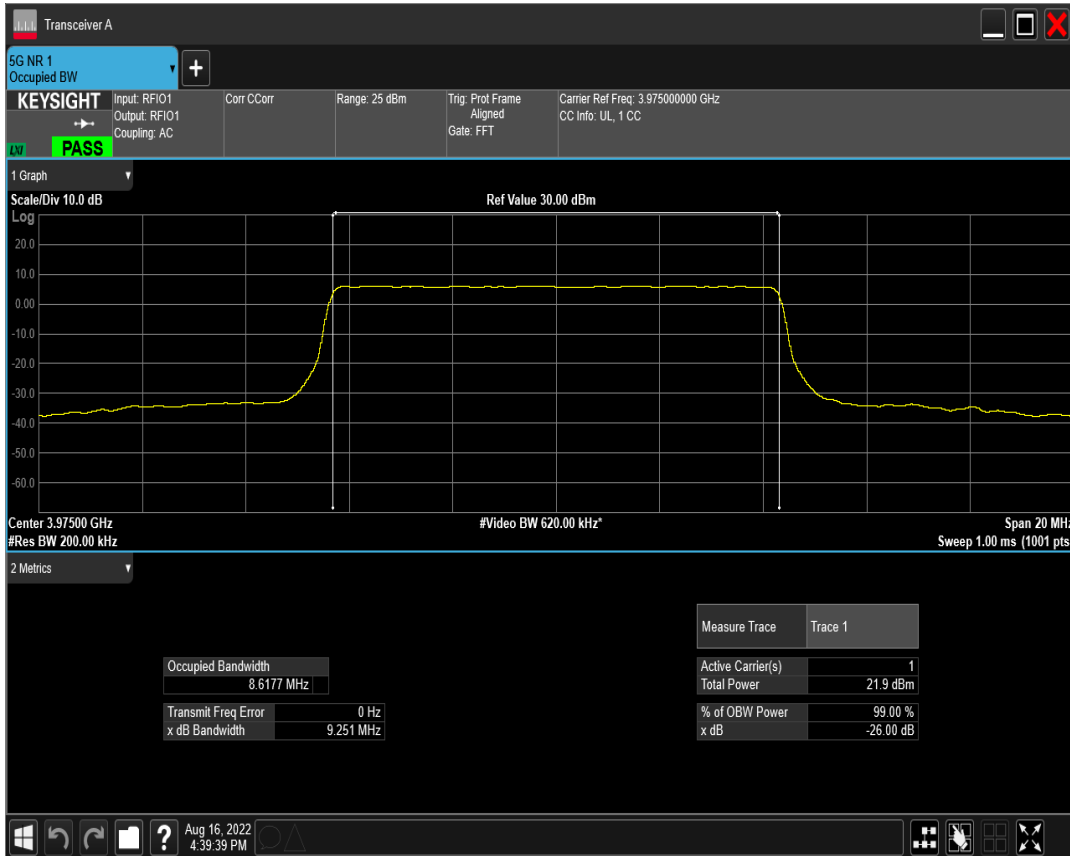 Transceiver A
5G NR 1
Occupied BW
KEYSIGHT
LXI
PASS
Input: RFIO1
Output: RFIO1
Coupling: AC
Corr CCorr
Range: 25 dBm
Trig: Prot Frame
Aligned
Gate: FFT
Carrier Ref Freq: 3.975000000 GHz
CC Info: UL, 1 CC
1 Graph
Scale/Div 10.0 dB
Ref Value 30.00 dBm
Log
20.0
10.0
0.00
-10.0
-20.0
-30.0
-40.0
-50.0
-60.0
Center 3.97500 GHz
#Video BW 620.00 kHz*
Span 20 MHz
#Res BW 200.00 kHz
Sweep 1.00 ms (1001 pts
2 Metrics
Measure Trace Trace 1
Occupied Bandwidth
8.6177 MHz
Active Carrier(s) 1
Total Power 21.9 dBm
Transmit Freq Error 0 Hz
x dB Bandwidth 9.251 MHz
% of OBW Power 99.00 %
x dB -26.00 dB
?
Aug 16, 2022
4:39:39 PM